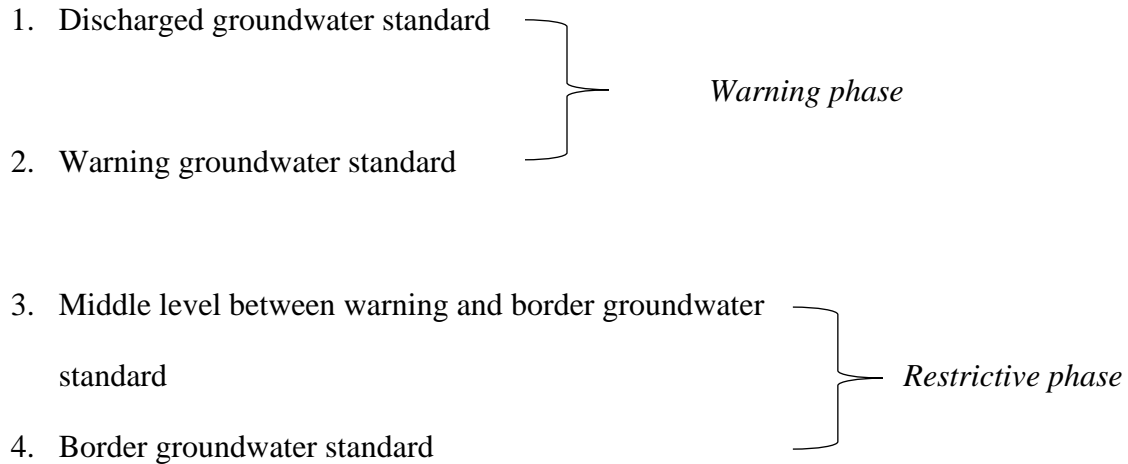 1. Discharged groundwater standard
Warning phase
2. Warning groundwater standard
3. Middle level between warning and border groundwater
standard
Restrictive phase
4. Border groundwater standard